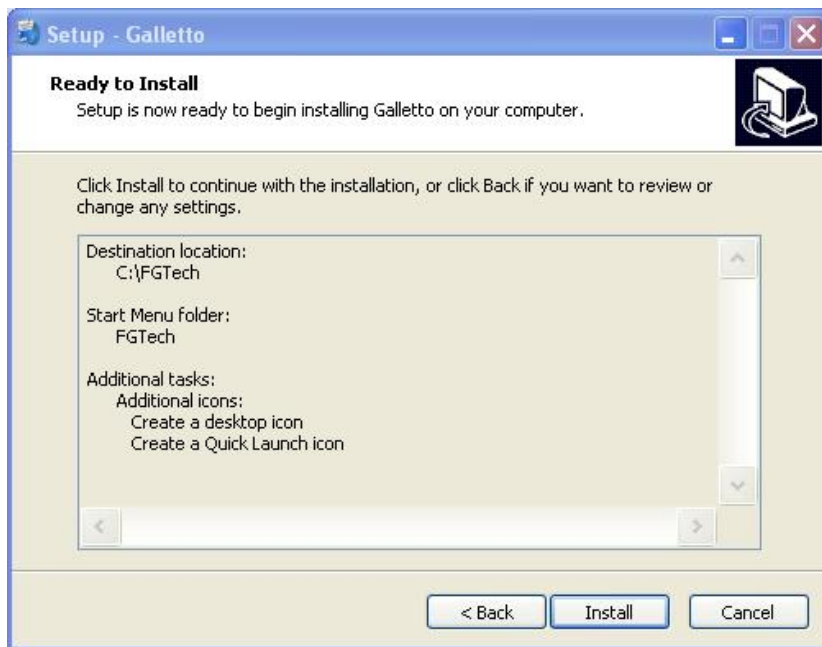 Setup - Galletto
Ready to Install
Setup is now ready to begin installing Galletto on your computer.
Click Install to continue with the installation, or click Back if you want to review or
change any settings.
Destination location:
C:\FGTech
Start Menu folder:
FGTech
Additional tasks:
Additional icons:
Create a desktop icon
Create a Quick Launch icon
< Back
Install
Cancel